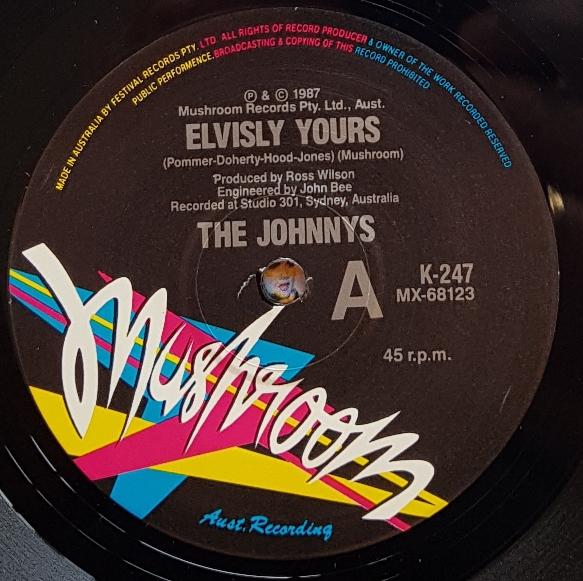 MADE IN AUSTRALIA BY FESTIVAL RECORDS PTY. LTD. ALL RIGHTS OF RECORD PRODUCER & OWNER OF THE WORK RECORDED RESERVED
PUBLIC PERFORMENCE. BROADCASTING & COPYING OF THIS RECORD PROHIBITED
Ⓟ & © 1987
Mushroom Records Pty. Ltd., Aust.
ELVISLY YOURS
(Pommer-Doherty-Hood-Jones) (Mushroom)
Produced by Ross Wilson
Engineered by John Bee
Recorded at Studio 301, Sydney, Australia
THE JOHNNYS
A
K-247
MX-68123
45 r.p.m.
Mushroom
Aust. Recording